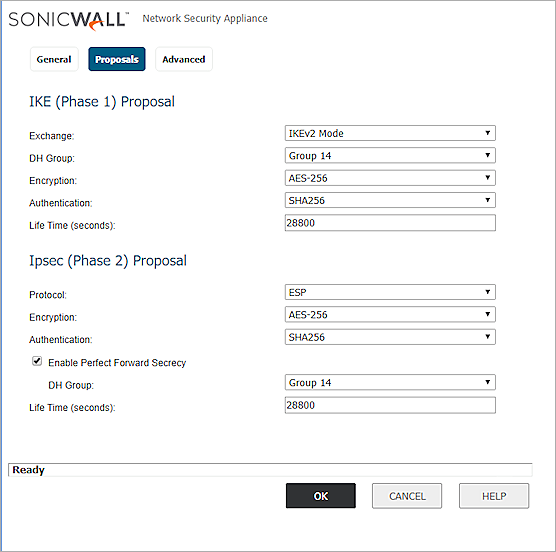 SONICWALL™ Network Security Appliance
General Proposals Advanced
IKE (Phase 1) Proposal
Exchange: IKEv2 Mode
DH Group: Group 14
Encryption: AES-256
Authentication: SHA256
Life Time (seconds): 28800
Ipsec (Phase 2) Proposal
Protocol: ESP
Encryption: AES-256
Authentication: SHA256
Enable Perfect Forward Secrecy
DH Group: Group 14
Life Time (seconds): 28800
Ready
OK CANCEL HELP